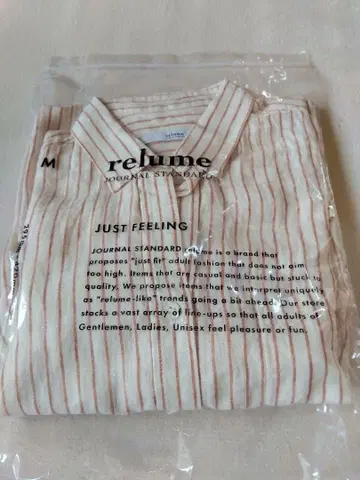 M
relume
relume
JOURNAL STANDARD
JUST FEELING
JOURNAL STANDARD relume is a brand that
proposes "just fit" adult fashion that does not aim
too high. Items that are casual and basic but stuck to
quality. We propose items that we interpret uniquely
as "relume-like" trends going a bit ahead. Our store
stocks a vast array of line-ups so that all adults of
Gentlemen, Ladies, Unisex feel pleasure or fun.